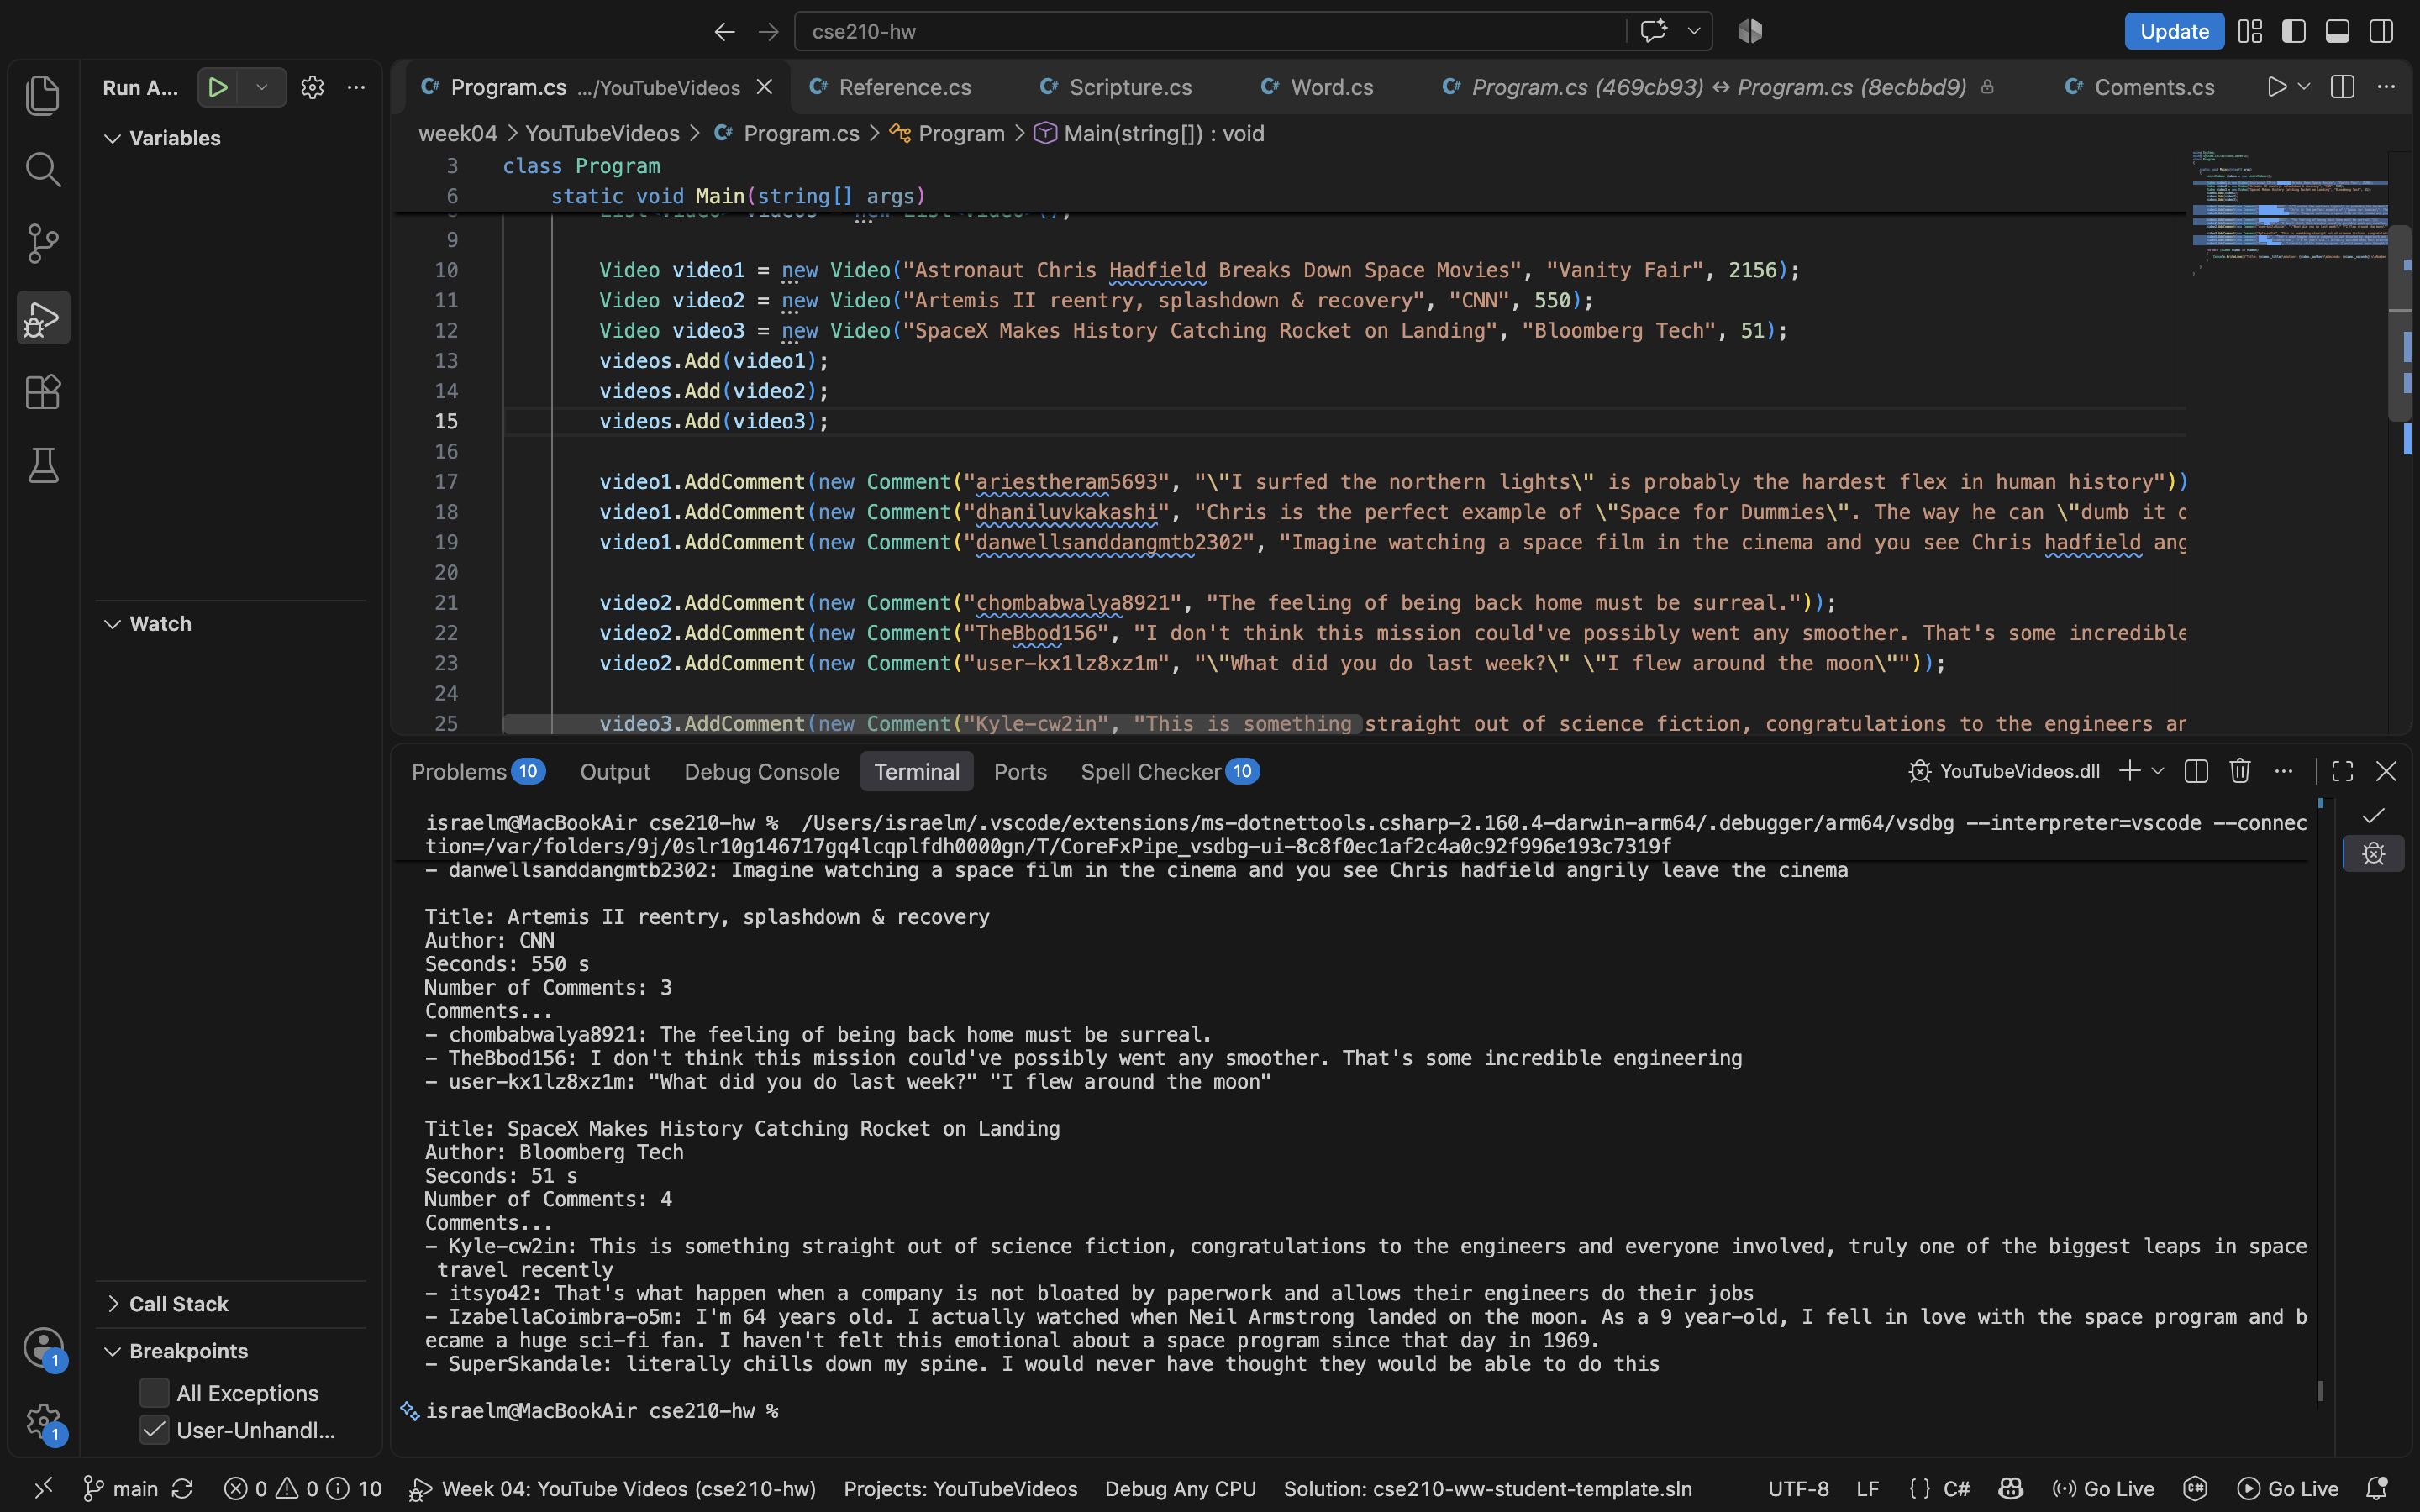 cse210-hw
Update
Run A...
Program.cs .../YouTubeVideos
Reference.cs
Scripture.cs
Word.cs
Program.cs (469cb93) ↔ Program.cs (8ecbbd9)
Coments.cs
week04 > YouTubeVideos > Program.cs > Program > Main(string[]) : void
Variables
3 class Program
6 static void Main(string[] args)
9
10 Video video1 = new Video("Astronaut Chris Hadfield Breaks Down Space Movies", "Vanity Fair", 2156);
11 Video video2 = new Video("Artemis II reentry, splashdown & recovery", "CNN", 550);
12 Video video3 = new Video("SpaceX Makes History Catching Rocket on Landing", "Bloomberg Tech", 51);
13 videos.Add(video1);
14 videos.Add(video2);
15 videos.Add(video3);
16
17 video1.AddComment(new Comment("ariestheram5693", "\"I surfed the northern lights\" is probably the hardest flex in human history"))
18 video1.AddComment(new Comment("dhaniluvkakashi", "Chris is the perfect example of \"Space for Dummies\". The way he can \"dumb it
19 video1.AddComment(new Comment("danwellsanddangmtb2302", "Imagine watching a space film in the cinema and you see Chris hadfield ang
20
21 video2.AddComment(new Comment("chombabwalya8921", "The feeling of being back home must be surreal."));
22 video2.AddComment(new Comment("TheBbod156", "I don't think this mission could've possibly went any smoother. That's some incredible
23 video2.AddComment(new Comment("user-kx1lz8xz1m", "\"What did you do last week?\" \"I flew around the moon\""));
24
25 video3.AddComment(new Comment("Kyle-cw2in", "This is something straight out of science fiction, congratulations to the engineers an
Watch
Problems 10 Output Debug Console Terminal Ports Spell Checker 10
YouTubeVideos.dll
israelm@MacBookAir cse210-hw % /Users/israelm/.vscode/extensions/ms-dotnettools.csharp-2.160.4-darwin-arm64/.debugger/arm64/vsdbg --interpreter=vscode --connec
tion=/var/folders/9j/0slr10g146717gq4lcqplfdh0000gn/T/CoreFxPipe_vsdbg-ui-8c8f0ec1af2c4a0c92f996e193c7319f
- danwellsanddangmtb2302: Imagine watching a space film in the cinema and you see Chris hadfield angrily leave the cinema
Title: Artemis II reentry, splashdown & recovery
Author: CNN
Seconds: 550 s
Number of Comments: 3
Comments...
- chombabwalya8921: The feeling of being back home must be surreal.
- TheBbod156: I don't think this mission could've possibly went any smoother. That's some incredible engineering
- user-kx1lz8xz1m: "What did you do last week?" "I flew around the moon"
Title: SpaceX Makes History Catching Rocket on Landing
Author: Bloomberg Tech
Seconds: 51 s
Number of Comments: 4
Comments...
- Kyle-cw2in: This is something straight out of science fiction, congratulations to the engineers and everyone involved, truly one of the biggest leaps in space
travel recently
- itsyo42: That's what happen when a company is not bloated by paperwork and allows their engineers do their jobs
- IzabellaCoimbra-o5m: I'm 64 years old. I actually watched when Neil Armstrong landed on the moon. As a 9 year-old, I fell in love with the space program and b
ecame a huge sci-fi fan. I haven't felt this emotional about a space program since that day in 1969.
- SuperSkandale: literally chills down my spine. I would never have thought they would be able to do this
israelm@MacBookAir cse210-hw %
Call Stack
Breakpoints
All Exceptions
User-Unhandl...
1
1
main 0 0 10 Week 04: YouTube Videos (cse210-hw) Projects: YouTubeVideos Debug Any CPU Solution: cse210-ww-student-template.sln UTF-8 LF { } C# Go Live Go Live